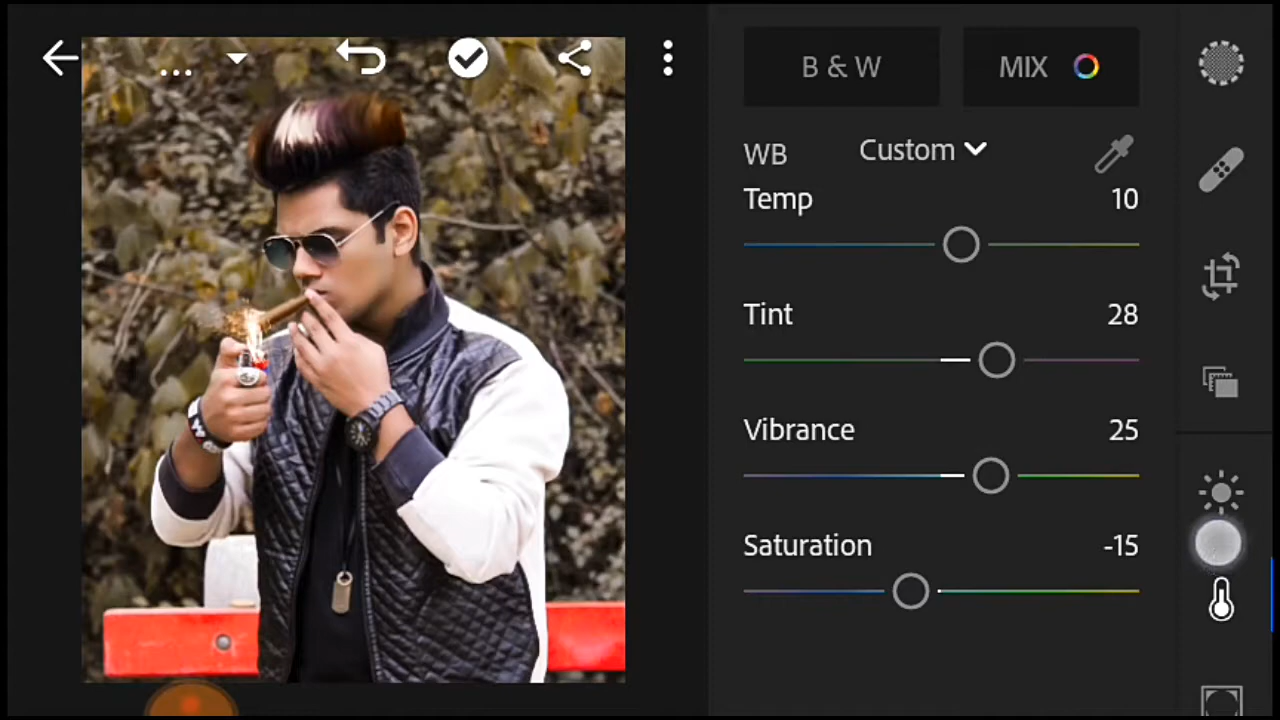 ...
B & W
MIX
WB
Custom
Temp
10
Tint
28
Vibrance
25
Saturation
-15